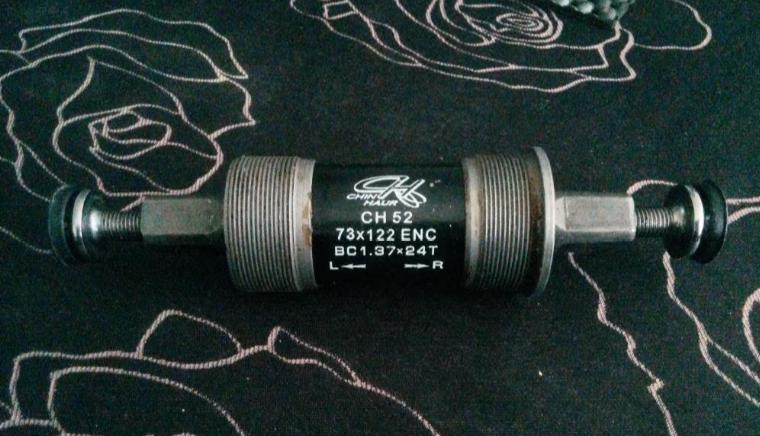 CHIN
HAUR
CH 52
73x122 ENC
BC1.37×24T
L R